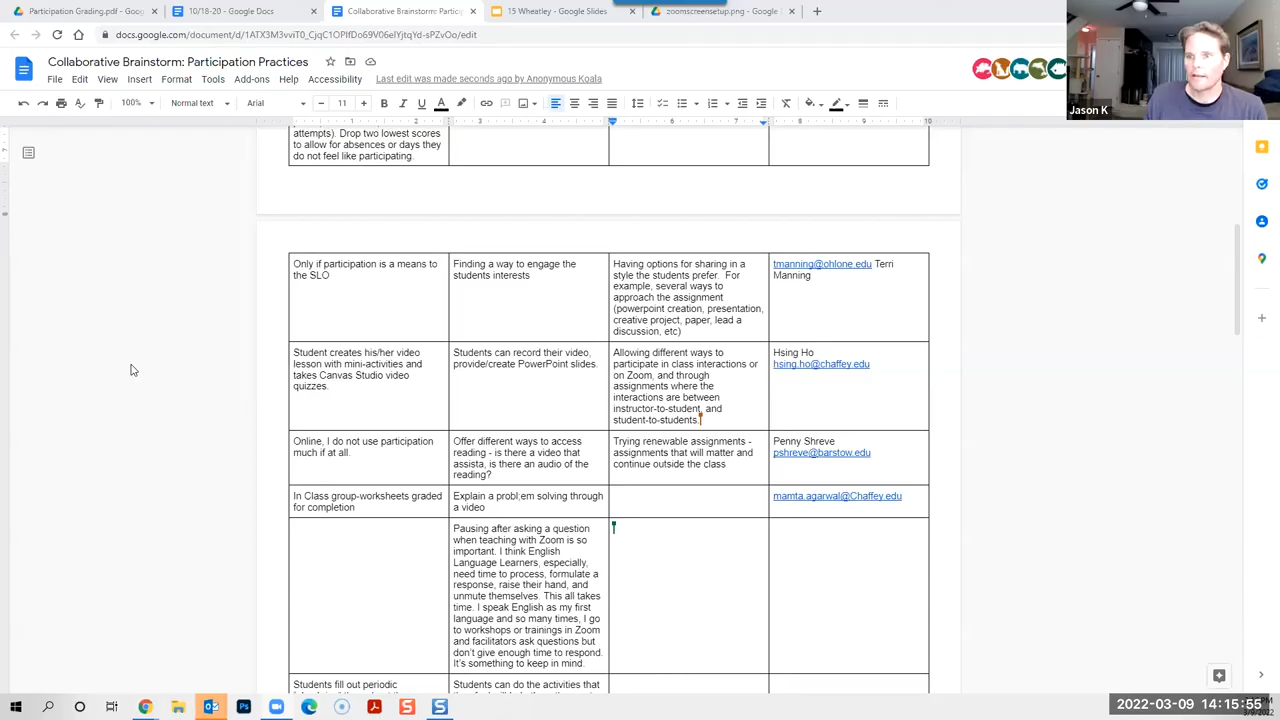 Participation Grading.pdf - Goog
10/18-20 - Google Docs
Collaborative Brainstorm: Partici
15 Wheatley - Google Slides
zoomscreensetup.png - Google
docs.google.com/document/d/
/edit
Collaborative Brainstorm: Participation Practices
File Edit View Insert Format Tools Add-ons Help Accessibility
Last edit was made seconds ago by Anonymous Koala
Jason K
100% Normal text Arial 11
1 2 3 4 5 6 7 8 9 10
attempts). Drop two lowest scores
to allow for absences or days they
do not feel like participating.
Only if participation is a means to
the SLO
Finding a way to engage the
students interests
Having options for sharing in a
style the students prefer. For
example, several ways to
approach the assignment
(powerpoint creation, presentation,
creative project, paper, lead a
discussion, etc)
tmanning@ohlone.edu Terri
Manning
Student creates his/her video
lesson with mini-activities and
takes Canvas Studio video
quizzes.
Students can record their video,
provide/create PowerPoint slides.
Allowing different ways to
participate in class interactions or
on Zoom, and through
assignments where the
interactions are between
instructor-to-student, and
student-to-students.
Hsing Ho
hsing.ho@chaffey.edu
Online, I do not use participation
much if at all.
Offer different ways to access
reading - is there a video that
assista, is there an audio of the
reading?
Trying renewable assignments -
assignments that will matter and
continue outside the class
Penny Shreve
pshreve@barstow.edu
In Class group-worksheets graded
for completion
Explain a probl;em solving through
a video
mamta.agarwal@Chaffey.edu
Pausing after asking a question
when teaching with Zoom is so
important. I think English
Language Learners, especially,
need time to process, formulate a
response, raise their hand, and
unmute themselves. This all takes
time. I speak English as my first
language and so many times, I go
to workshops or trainings in Zoom
and facilitators ask questions but
don't give enough time to respond.
It's something to keep in mind.
Students fill out periodic
Students can do the activities that
2022-03-09 14:15:55